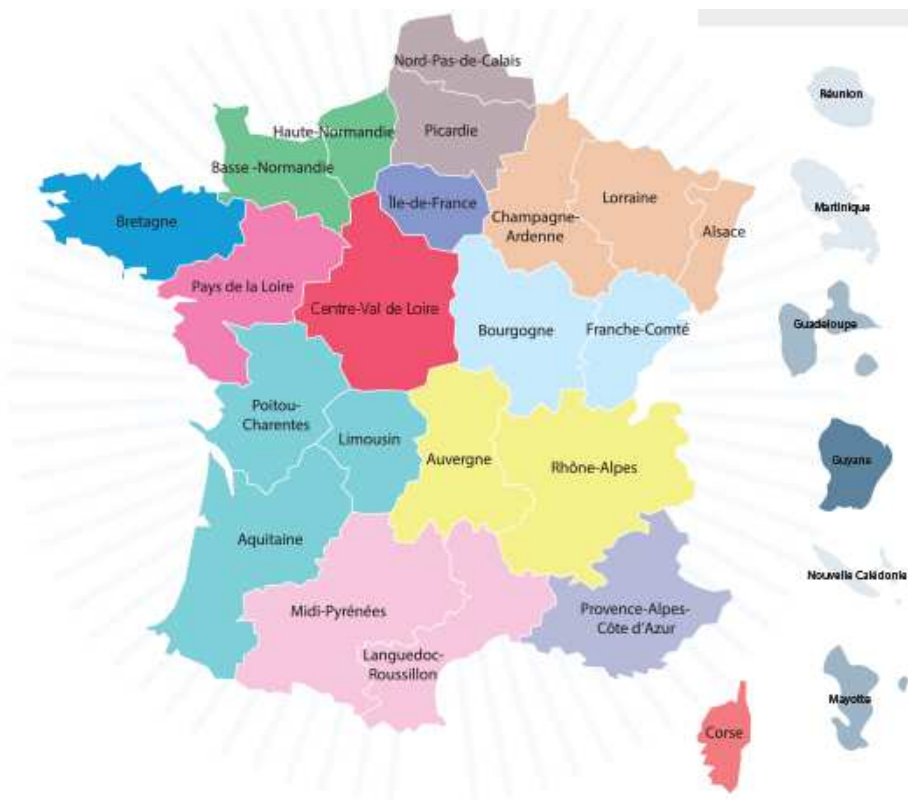 Nord-Pas-de-Calais
Haute-Normandie
Picardie
Basse -Normandie
Île-de-France
Bretagne
Champagne-
Ardenne
Lorraine
Alsace
Pays de la Loire
Centre-Val de Loire
Bourgogne
Franche-Comté
Poitou-
Charentes
Limousin
Auvergne
Rhône-Alpes
Aquitaine
Midi-Pyrénées
Languedoc-
Roussillon
Provence-Alpes-
Côte d'Azur
Corse
Réunion
Martinique
Guadeloupe
Guyane
Nouvelle Calédonie
Mayotte